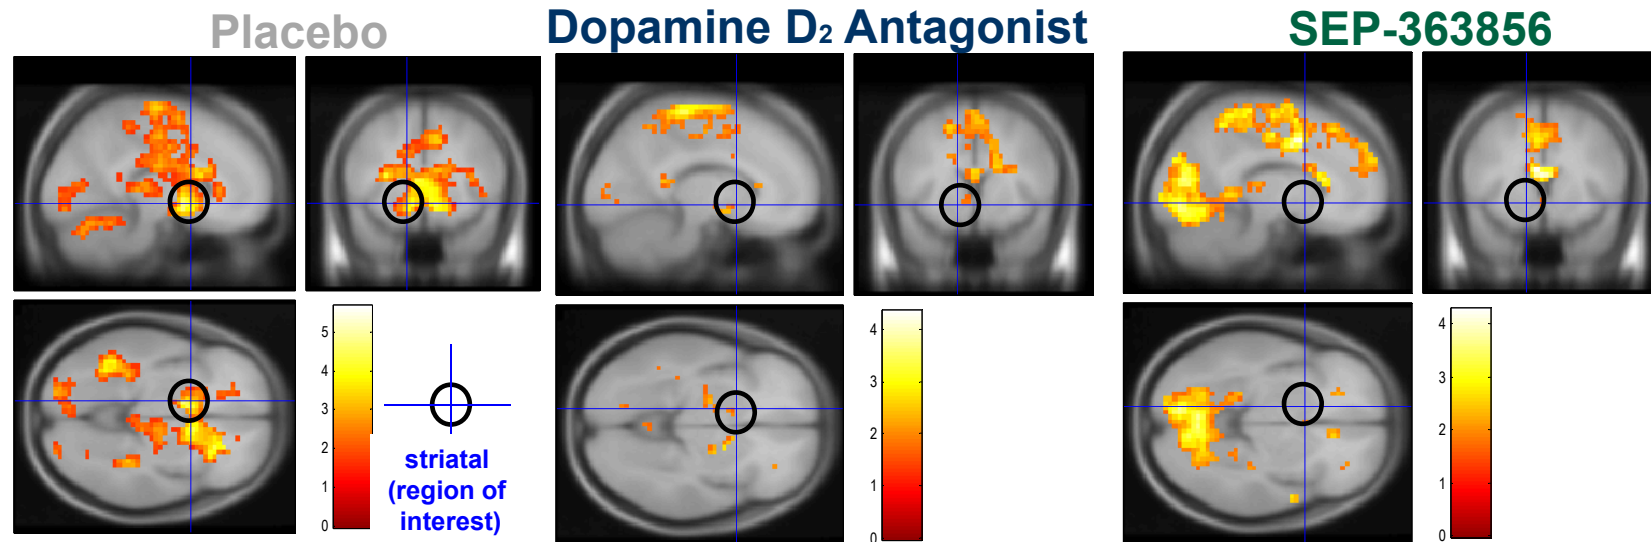 Placebo
Dopamine D₂ Antagonist
SEP-363856
5
4
3
2
1
0
striatal
(region of
interest)
4
3
2
1
0
4
3
2
1
0